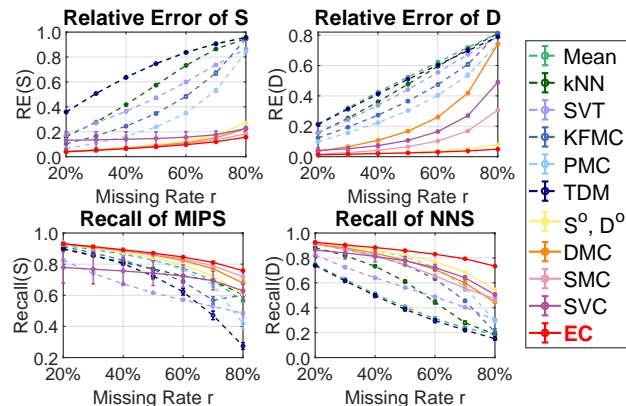 Relative Error of S
Relative Error of D
RE(S)
1.0
0.8
0.6
0.4
0.2
0.0
20% 40% 60% 80%
Missing Rate r
RE(D)
0.8
0.6
0.4
0.2
0.0
20% 40% 60% 80%
Missing Rate r
Recall of MIPS
Recall of NNS
Recall(S)
1.0
0.8
0.6
0.4
0.2
20% 40% 60% 80%
Missing Rate r
Recall(D)
1.0
0.8
0.6
0.4
0.2
0.0
20% 40% 60% 80%
Missing Rate r
Mean
kNN
SVT
KFMC
PMC
TDM
S°, D°
DMC
SMC
SVC
EC